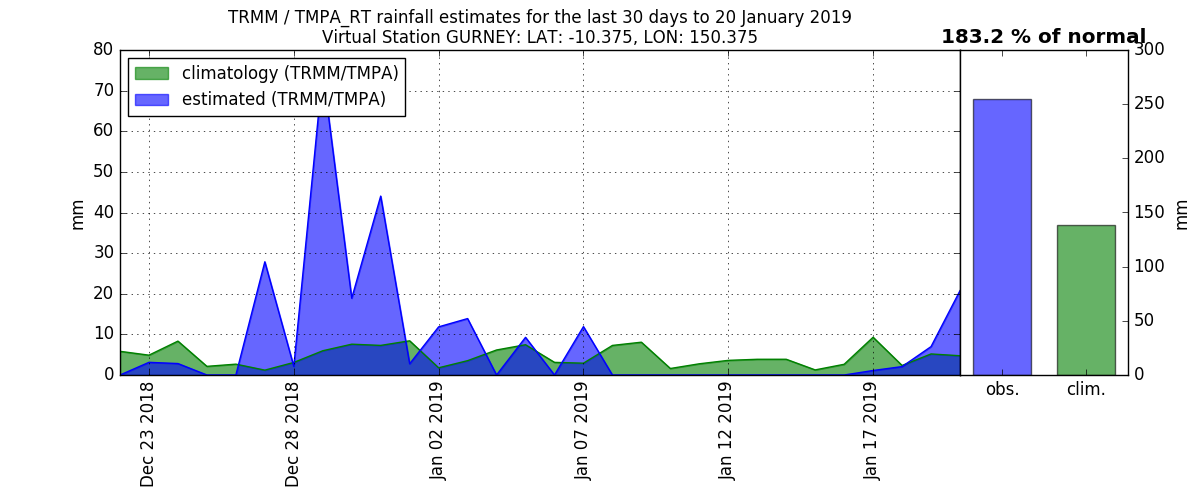 TRMM / TMPA_RT rainfall estimates for the last 30 days to 20 January 2019
Virtual Station GURNEY: LAT: -10.375, LON: 150.375
183.2 % of normal
climatology (TRMM/TMPA)
estimated (TRMM/TMPA)
80
70
60
50
40
30
20
10
0
mm
Dec 23 2018
Dec 28 2018
Jan 02 2019
Jan 07 2019
Jan 12 2019
Jan 17 2019
300
250
200
150
100
50
0
mm
obs.
clim.